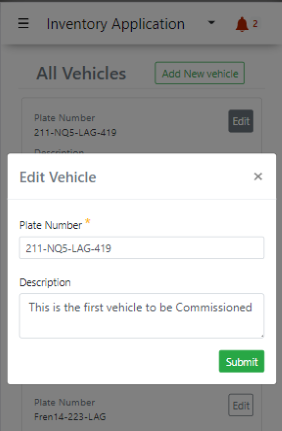 ☰ Inventory Application 2
All Vehicles Add New vehicle
Plate Number Edit
211-NQ5-LAG-419
Description
Edit Vehicle ×
Plate Number *
211-NQ5-LAG-419
Description
This is the first vehicle to be Commissioned
Submit
Plate Number Edit
Fren14-223-LAG